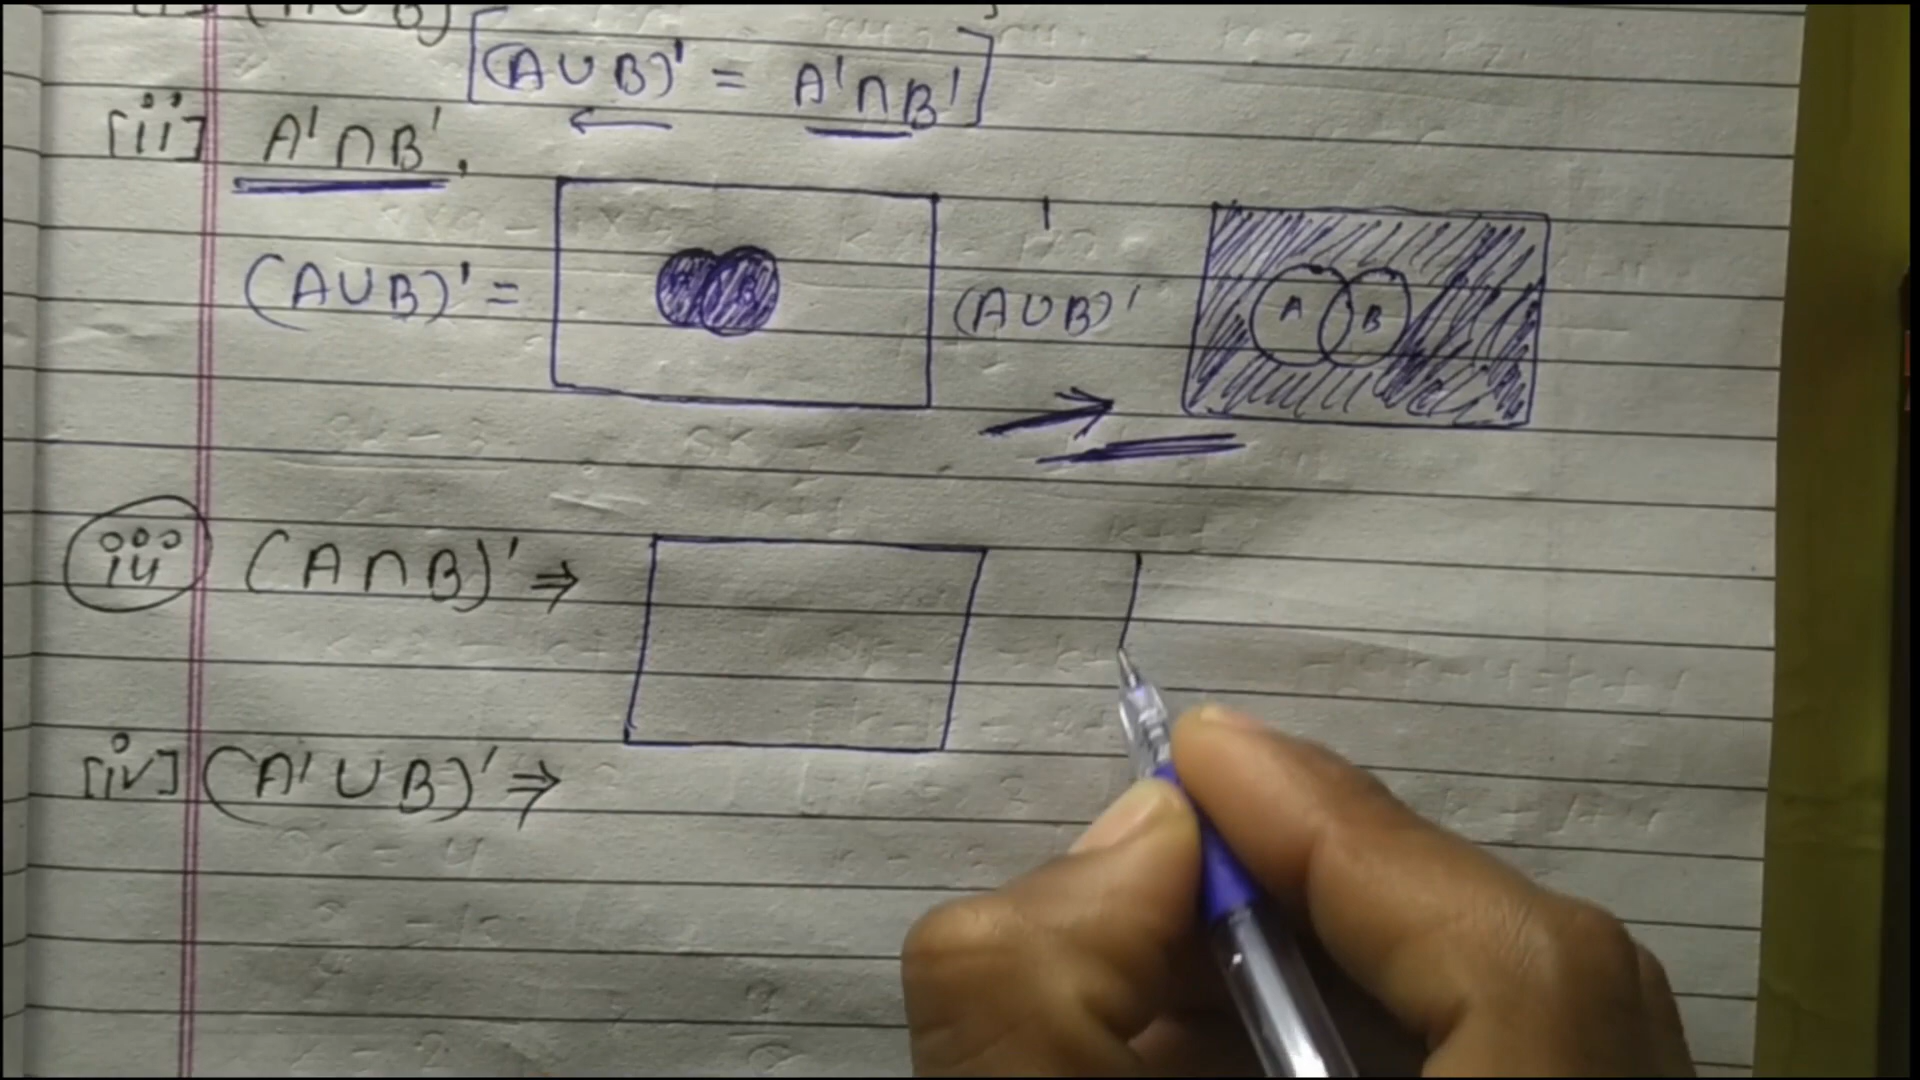 (A∪B)
[(A∪B)' = A'∩B']
[ii] A'∩B'.
(A∪B)' = B (A∪B)' A B
iii (A∩B)' ⇒
[iv] (A'∪B)' ⇒